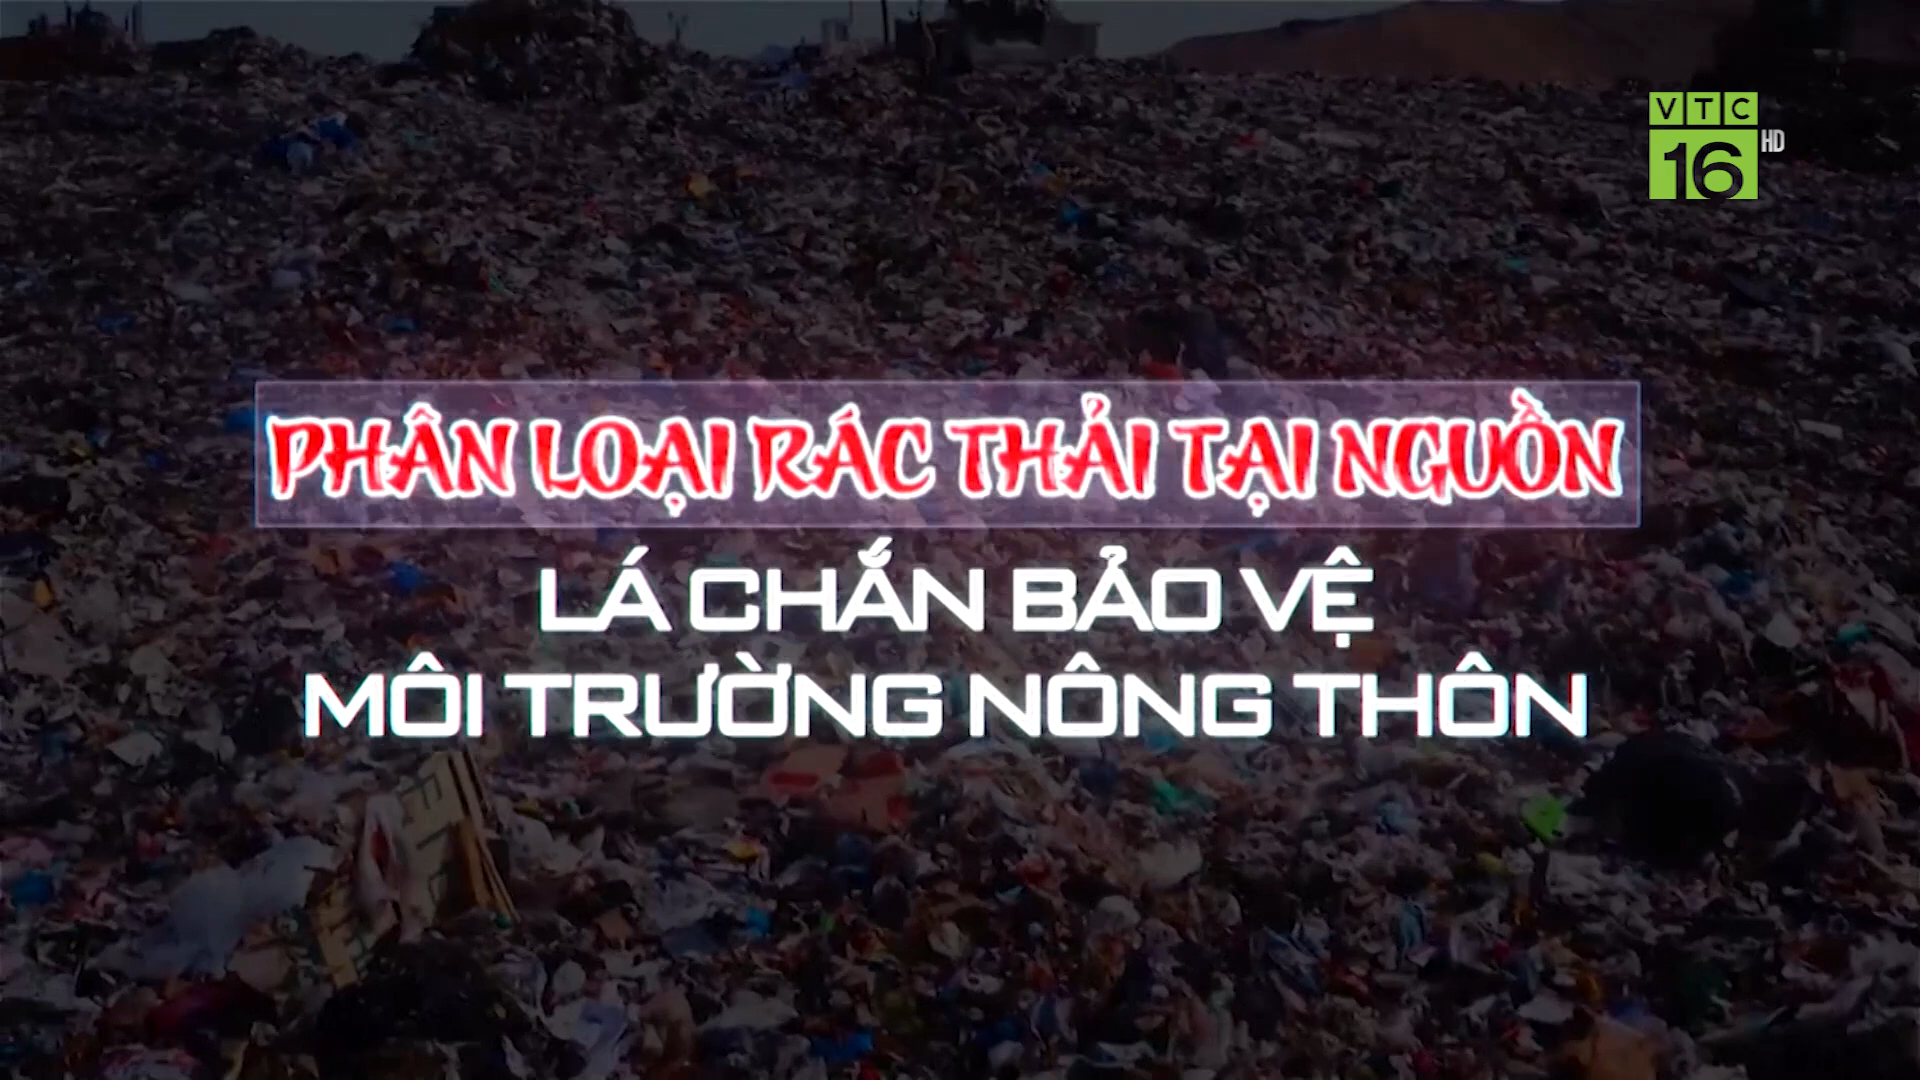 VTC
16 HD
PHÂN LOẠI RÁC THẢI TẠI NGUỒN
LÁ CHẮN BẢO VỆ
MÔI TRƯỜNG NÔNG THÔN